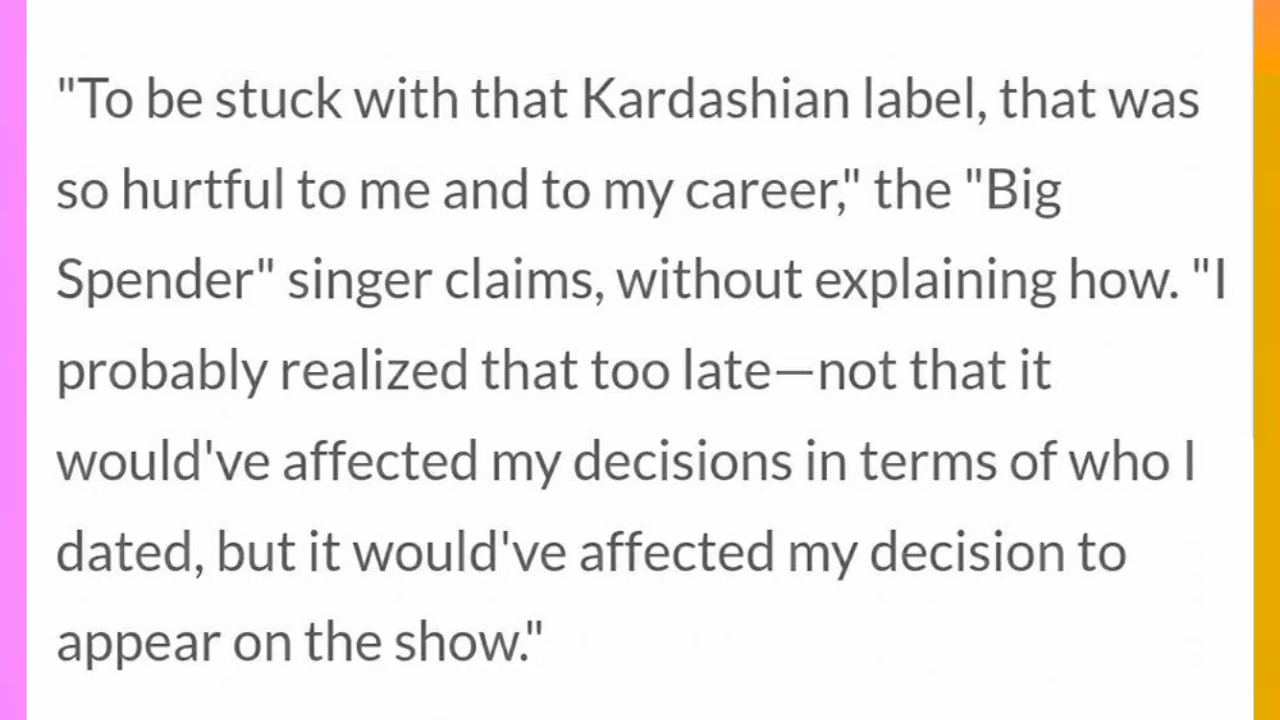 "To be stuck with that Kardashian label, that was
so hurtful to me and to my career," the "Big
Spender" singer claims, without explaining how. "I
probably realized that too late—not that it
would've affected my decisions in terms of who I
dated, but it would've affected my decision to
appear on the show."